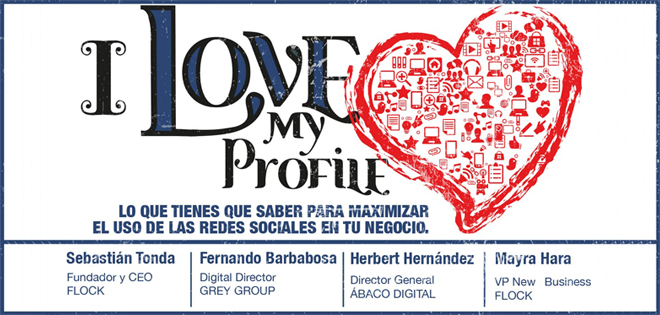 I LOVE
MY
PROFILE
LO QUE TIENES QUE SABER PARA MAXIMIZAR
EL USO DE LAS REDES SOCIALES EN TU NEGOCIO.
Sebastián Tonda
Fundador y CEO
FLOCK
Fernando Barbabosa
Digital Director
GREY GROUP
Herbert Hernández
Director General
ÁBACO DIGITAL
Mayra Hara
VP New Business
FLOCK